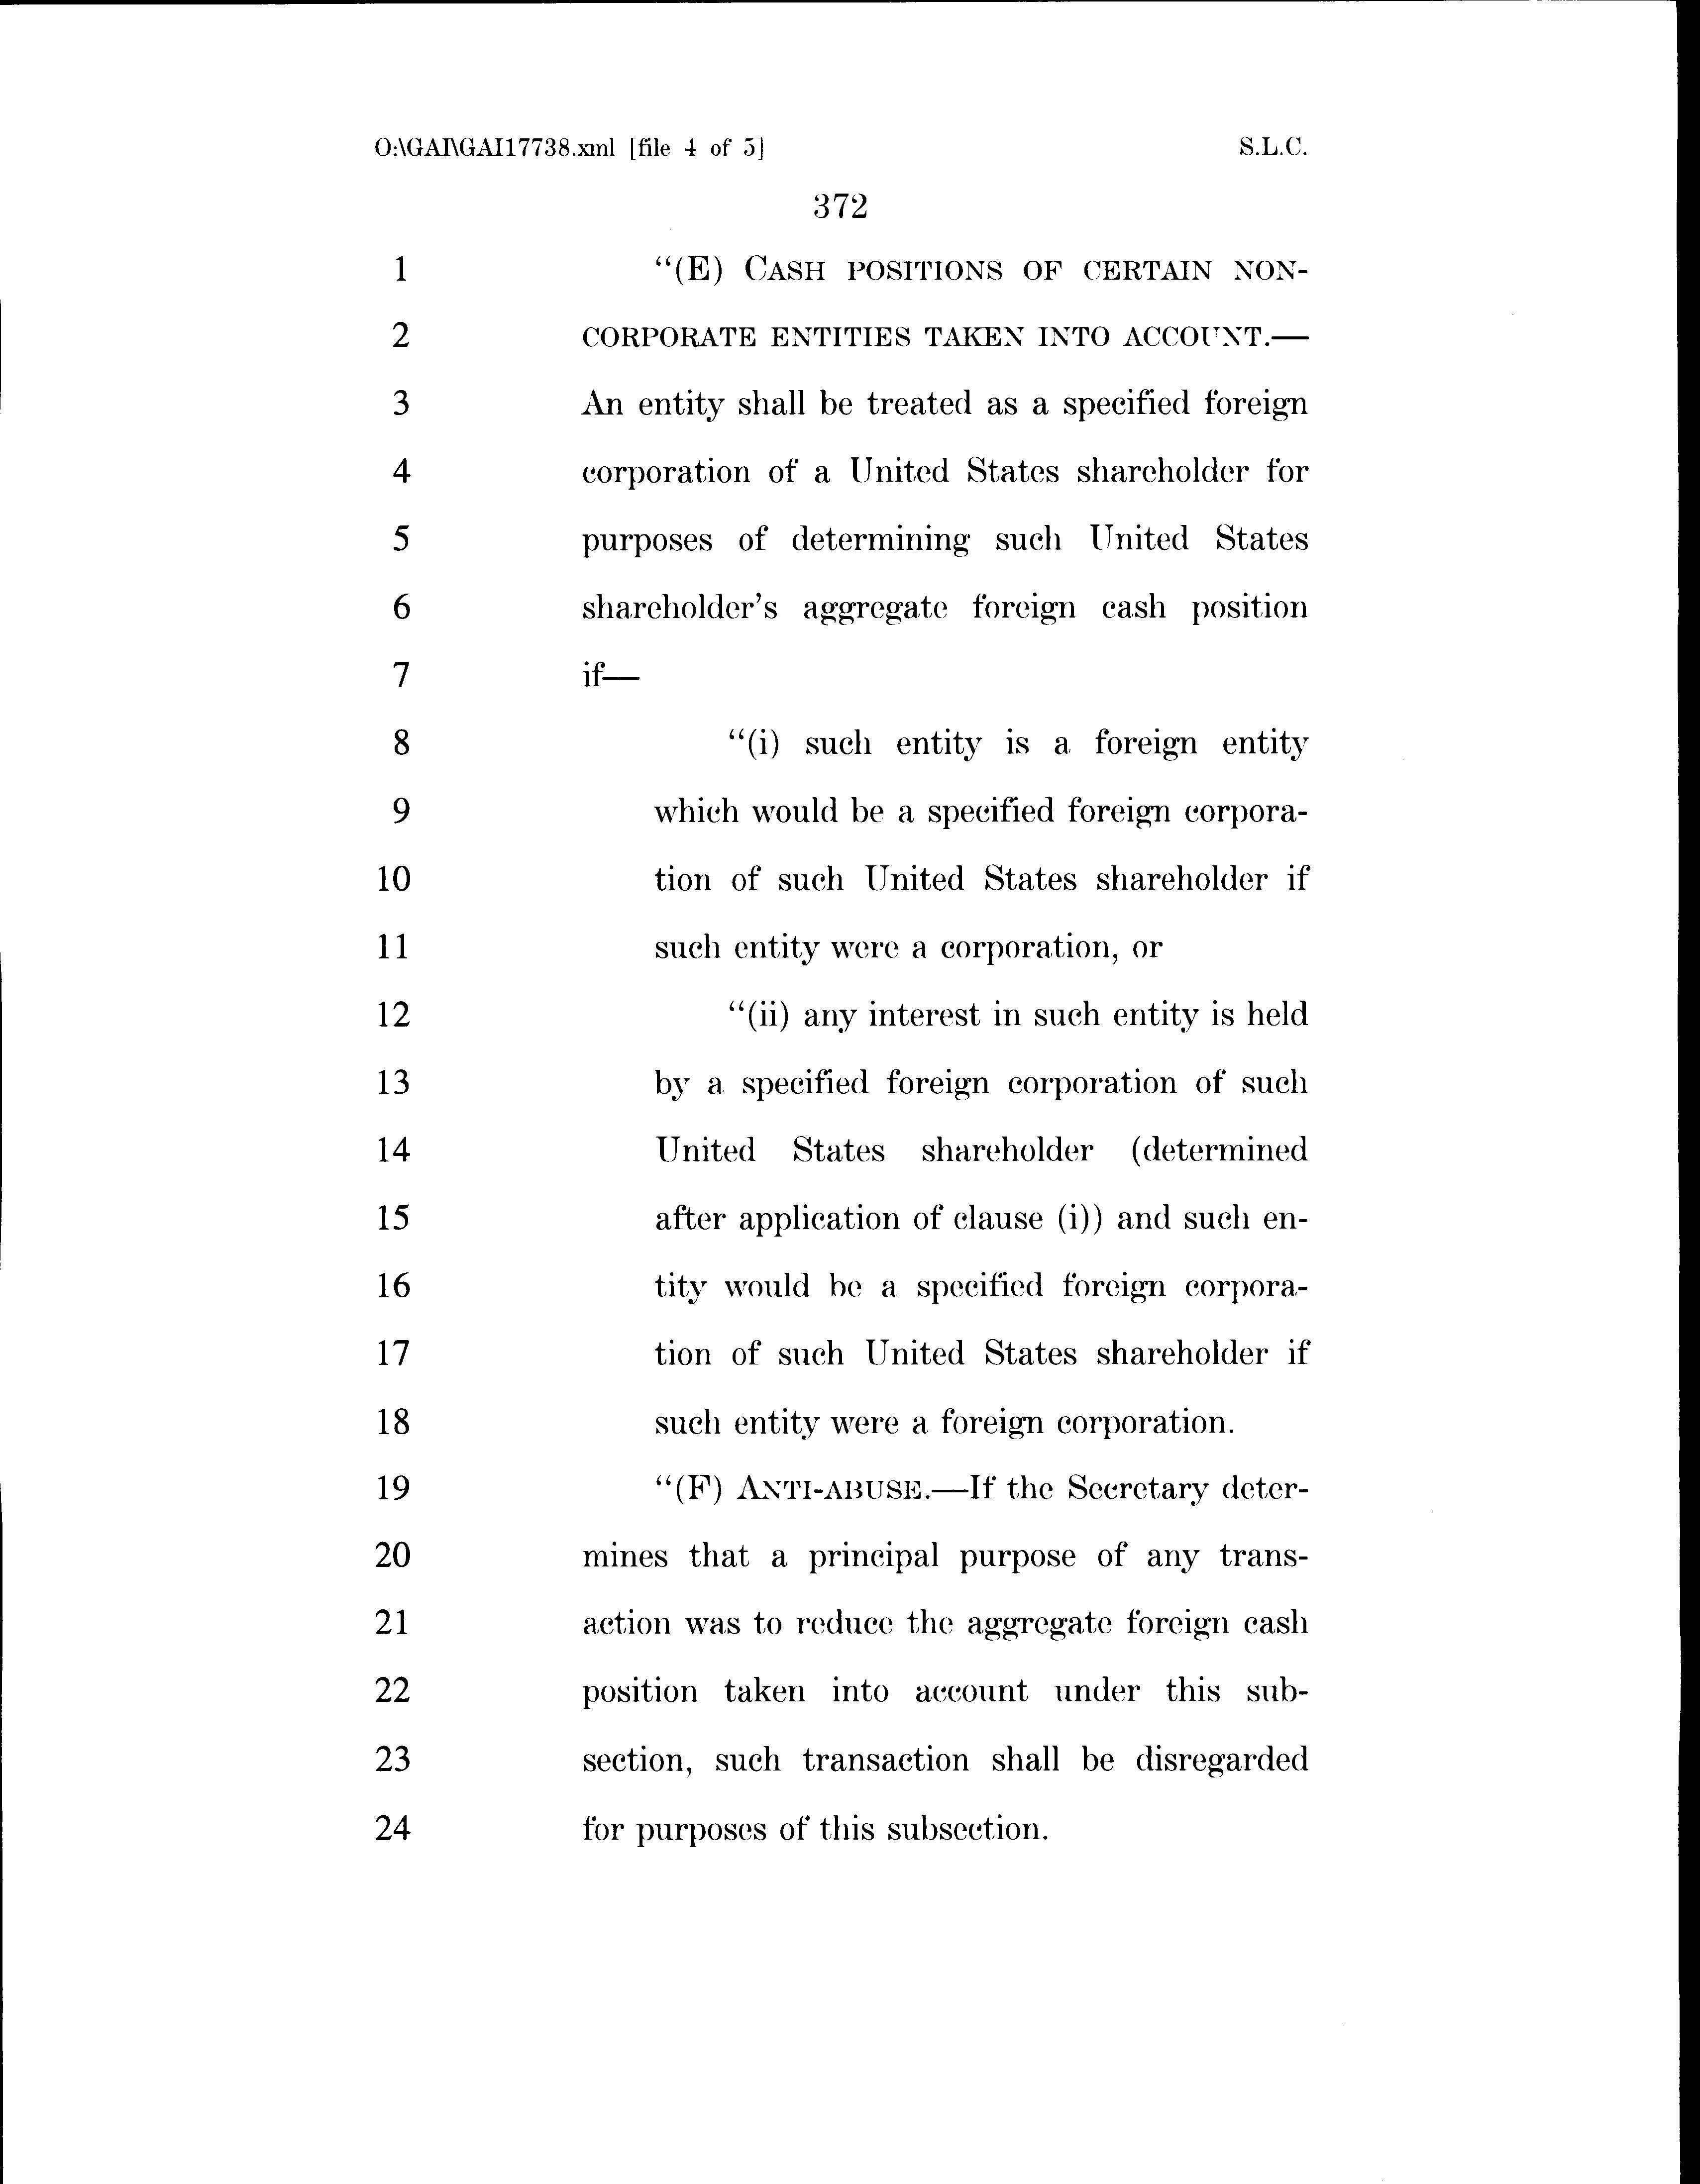 O:\GAI\GAI17738.xml [file 4 of 5] S.L.C.
372
1 “(E) CASH POSITIONS OF CERTAIN NON-
2 CORPORATE ENTITIES TAKEN INTO ACCOUNT.—
3 An entity shall be treated as a specified foreign
4 corporation of a United States shareholder for
5 purposes of determining such United States
6 shareholder’s aggregate foreign cash position
7 if—
8 “(i) such entity is a foreign entity
9 which would be a specified foreign corpora-
10 tion of such United States shareholder if
11 such entity were a corporation, or
12 “(ii) any interest in such entity is held
13 by a specified foreign corporation of such
14 United States shareholder (determined
15 after application of clause (i)) and such en-
16 tity would be a specified foreign corpora-
17 tion of such United States shareholder if
18 such entity were a foreign corporation.
19 “(F) ANTI-ABUSE.—If the Secretary deter-
20 mines that a principal purpose of any trans-
21 action was to reduce the aggregate foreign cash
22 position taken into account under this sub-
23 section, such transaction shall be disregarded
24 for purposes of this subsection.